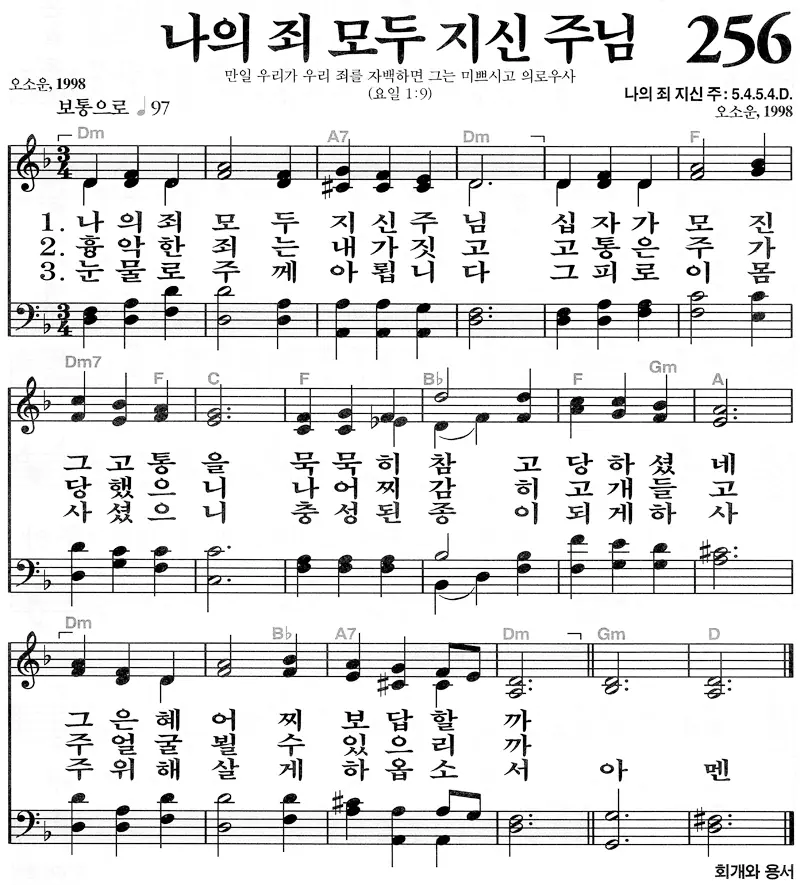 나의 죄 모두 지신 주님 256
만일 우리가 우리 죄를 자백하면 그는 미쁘시고 의로우사
(요일 1:9)
오소운, 1998
나의 죄 지신 주: 5.4.5.4.D.
보통으로 ♩97
오소운, 1998
Dm A7 Dm F
3/4
1. 나의죄 모 두 지신주 님 십자가 모 진
2. 흉악한 죄 는 내가짓 고 고통은 주 가
3. 눈물로 주 께 아룁니 다 그피로 이 몸
3/4
Dm7 F C F B♭ F Gm A
그고통 을 묵묵히 참 고 당하셨 네
당했으 니 나어찌 감 히 고개들 고
사셨으 니 충성된 종 이 되게하 사
Dm B♭ A7 Dm Gm D
그은혜 어 찌 보답할 까
주얼굴 뵐 수 있으리 까
주위해 살 게 하옵소 서 아 멘
회개와 용서